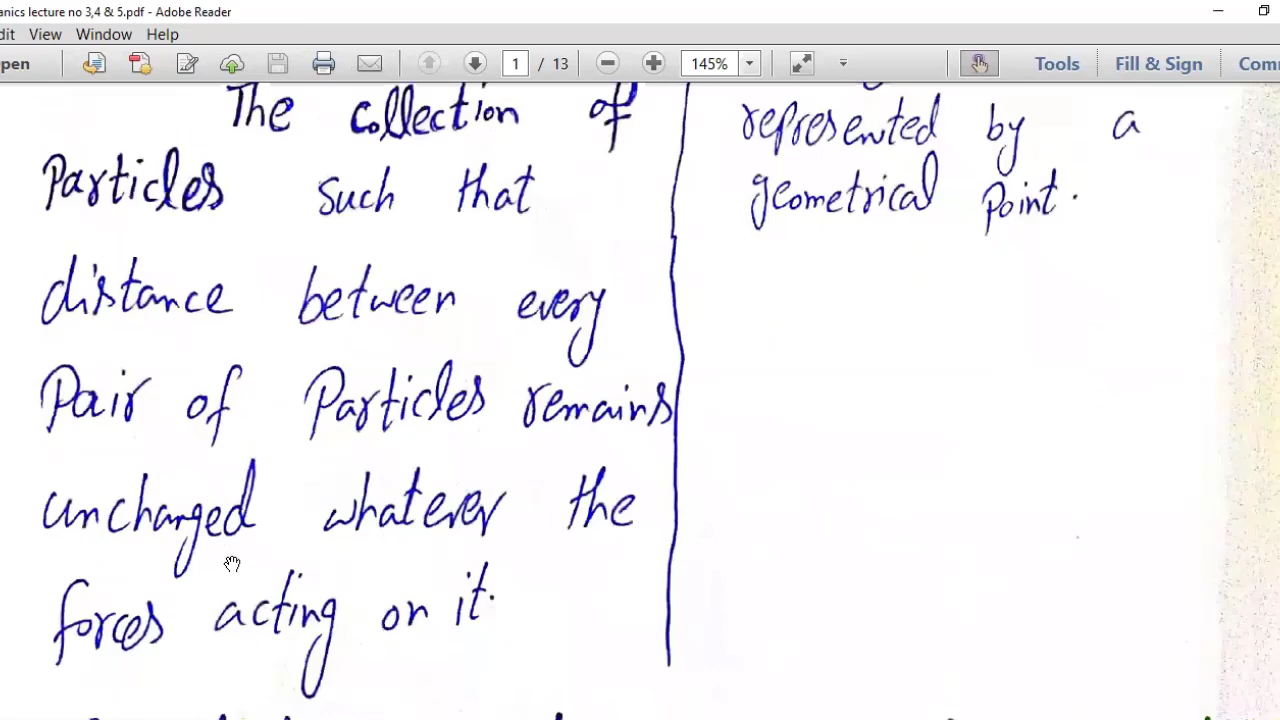 anics lecture no 3,4 & 5.pdf - Adobe Reader
dit View Window Help
pen 1 / 13 145% Tools Fill & Sign Com
The collection of
Particles such that
distance between every
Pair of Particles remains
unchanged whatever the
forces acting on it.
represented by a
geometrical point.